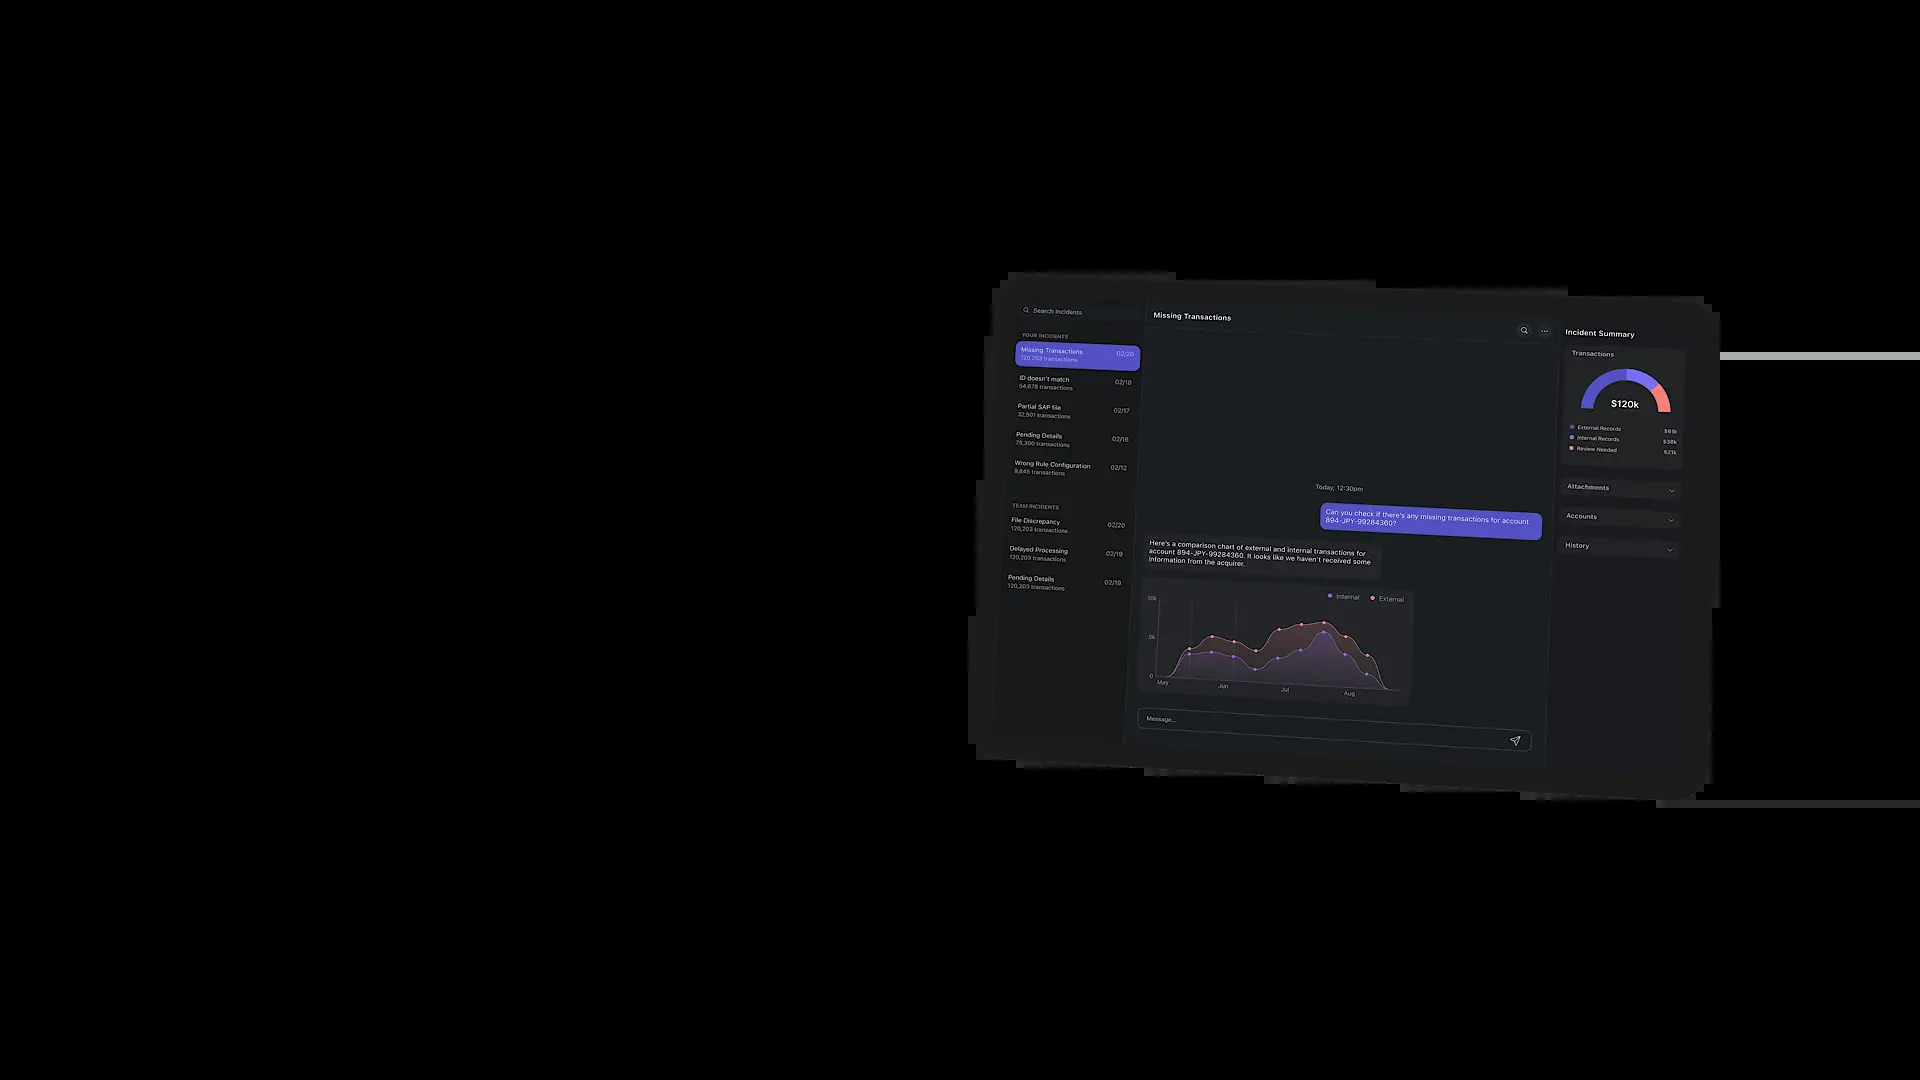 Search Incidents
YOUR INCIDENTS
Missing Transactions 02/20
120,203 transactions
ID doesn't match 02/18
54,678 transactions
Partial SAP file 02/17
32,501 transactions
Pending Details 02/16
78,300 transactions
Wrong Rule Configuration 02/12
9,845 transactions
TEAM INCIDENTS
File Discrepancy 02/20
120,203 transactions
Delayed Processing 02/19
120,203 transactions
Pending Details 02/19
120,203 transactions
Missing Transactions
Today, 12:30pm
Can you check if there's any missing transactions for account
894-JPY-99284360?
Here's a comparison chart of external and internal transactions for
account 894-JPY-99284360. It looks like we haven't received some
information from the acquirer.
Internal External
10k
5k
0
May Jun Jul Aug
Message...
Incident Summary
Transactions
$120k
External Records $61k
Internal Records $38k
Review Needed $21k
Attachments
Accounts
History